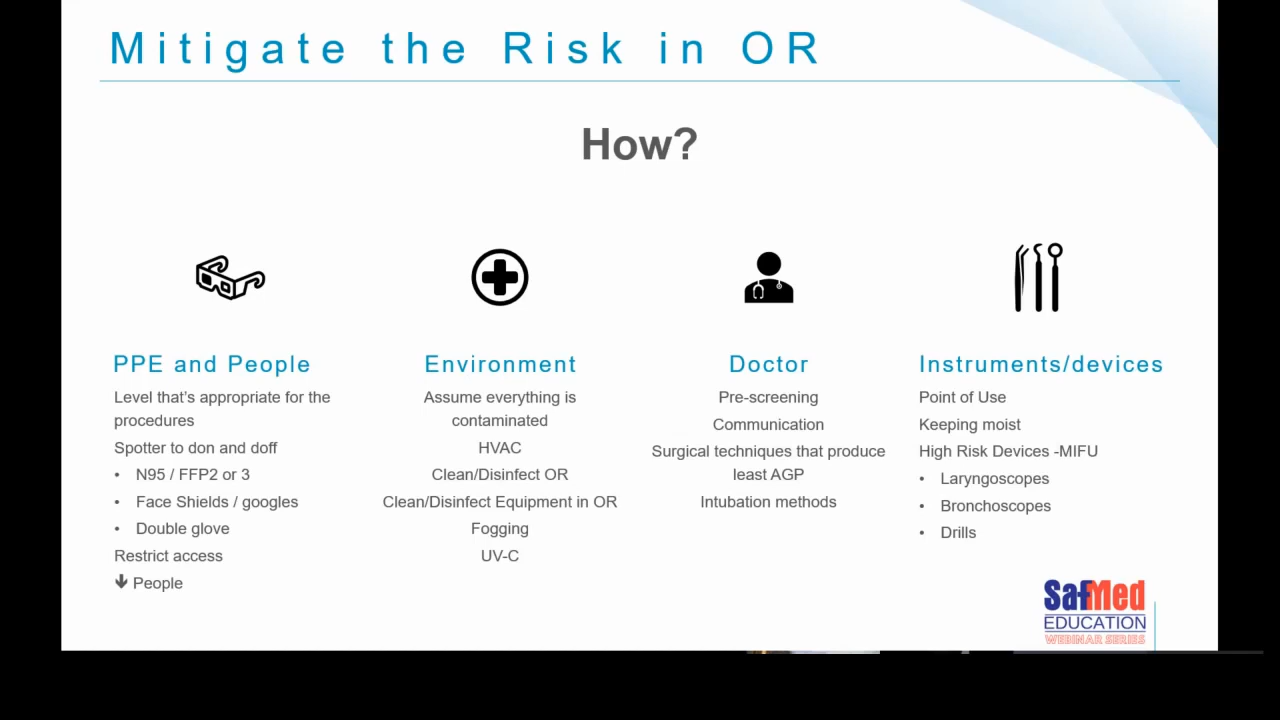 Mitigate the Risk in OR
How?
PPE and People
Level that's appropriate for the
procedures
Spotter to don and doff
• N95 / FFP2 or 3
• Face Shields / googles
• Double glove
Restrict access
🡻 People
Environment
Assume everything is
contaminated
HVAC
Clean/Disinfect OR
Clean/Disinfect Equipment in OR
Fogging
UV-C
Doctor
Pre-screening
Communication
Surgical techniques that produce
least AGP
Intubation methods
Instruments/devices
Point of Use
Keeping moist
High Risk Devices -MIFU
• Laryngoscopes
• Bronchoscopes
• Drills
SafMed
EDUCATION
WEBINAR SERIES